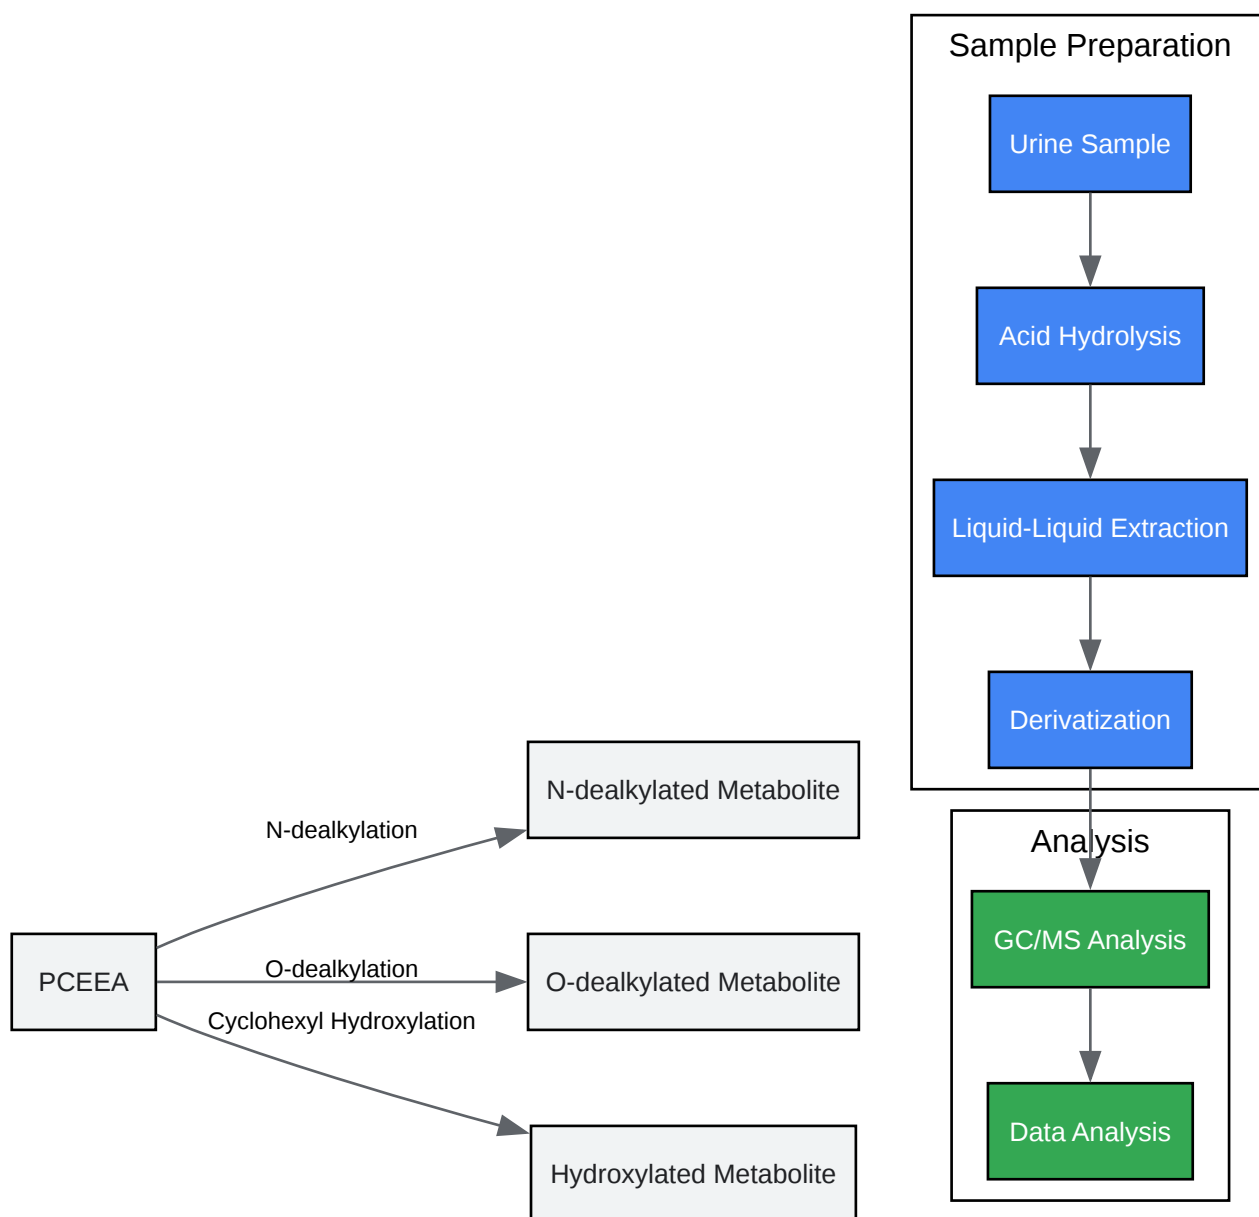 Sample Preparation
Urine Sample
Acid Hydrolysis
Liquid-Liquid Extraction
Derivatization
Analysis
GC/MS Analysis
Data Analysis
PCEEA
N-dealkylation
O-dealkylation
Cyclohexyl Hydroxylation
N-dealkylated Metabolite
O-dealkylated Metabolite
Hydroxylated Metabolite